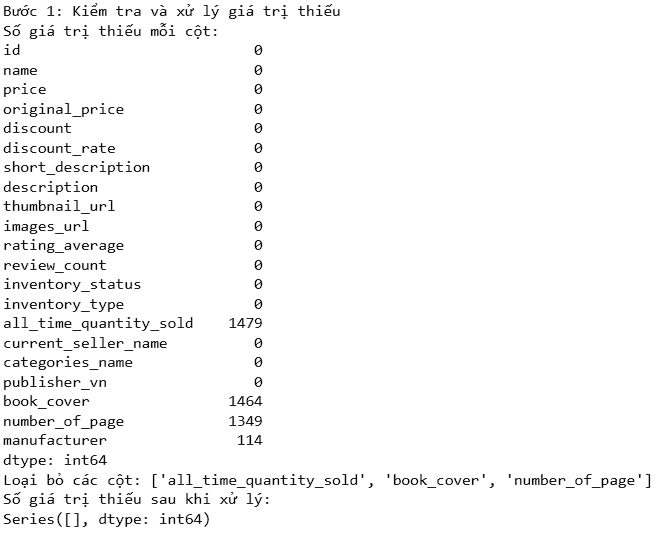 Bước 1: Kiểm tra và xử lý giá trị thiếu
Số giá trị thiếu mỗi cột:
id 0
name 0
price 0
original_price 0
discount 0
discount_rate 0
short_description 0
description 0
thumbnail_url 0
images_url 0
rating_average 0
review_count 0
inventory_status 0
inventory_type 0
all_time_quantity_sold 1479
current_seller_name 0
categories_name 0
publisher_vn 0
book_cover 1464
number_of_page 1349
manufacturer 114
dtype: int64
Loại bỏ các cột: ['all_time_quantity_sold', 'book_cover', 'number_of_page']
Số giá trị thiếu sau khi xử lý:
Series([], dtype: int64)